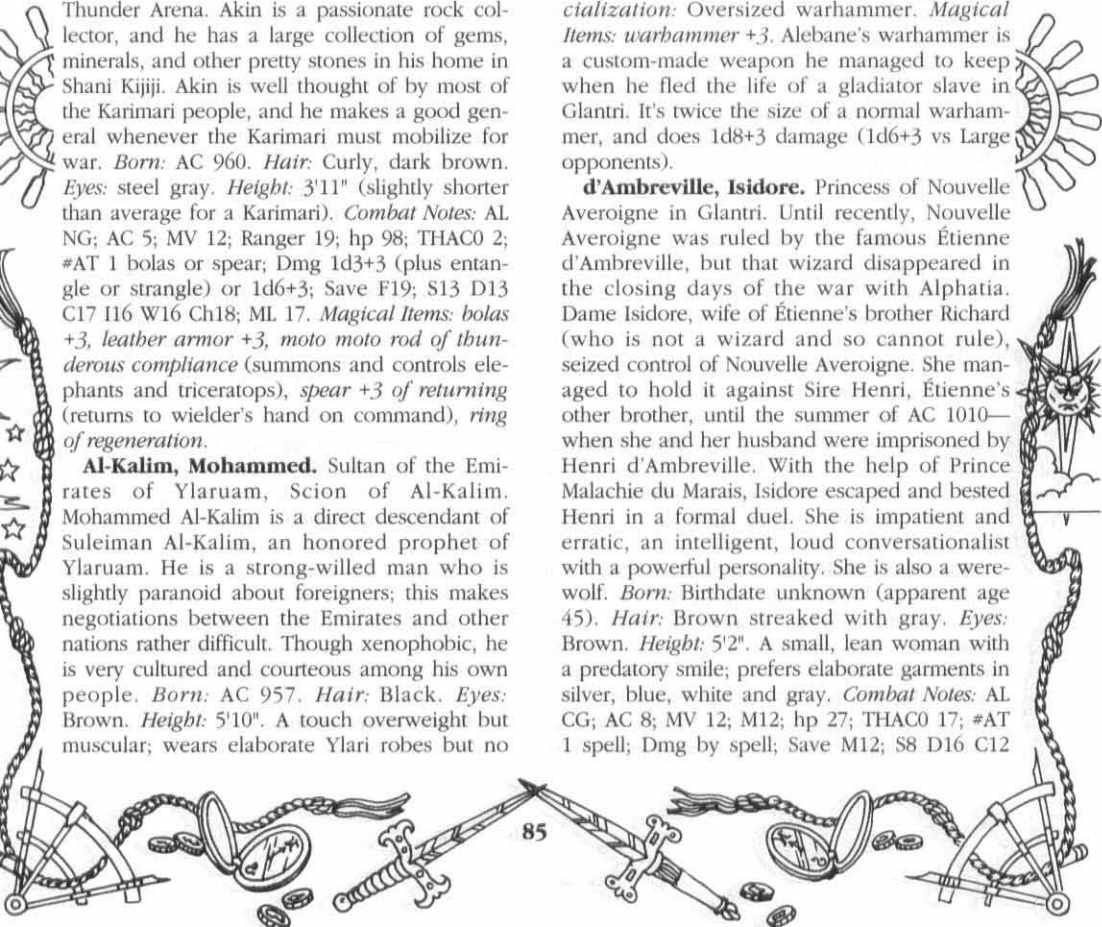 Thunder Arena. Akin is a passionate rock col-
lector, and he has a large collection of gems,
minerals, and other pretty stones in his home in
Shani Kijiji. Akin is well thought of by most of
the Karimari people, and he makes a good gen-
eral whenever the Karimari must mobilize for
war. Born: AC 960. Hair: Curly, dark brown.
Eyes: steel gray. Height: 3'11" (slightly shorter
than average for a Karimari). Combat Notes: AL
NG; AC 5; MV 12; Ranger 19; hp 98; THAC0 2;
#AT 1 bolas or spear; Dmg 1d3+3 (plus entan-
gle or strangle) or 1d6+3; Save F19; S13 D13
C17 I16 W16 Ch18; ML 17. Magical Items: bolas
+3, leather armor +3, moto moto rod of thun-
derous compliance (summons and controls ele-
phants and triceratops), spear +3 of returning
(returns to wielder's hand on command), ring
of regeneration.
Al-Kalim, Mohammed. Sultan of the Emi-
rates of Ylaruam, Scion of Al-Kalim.
Mohammed Al-Kalim is a direct descendant of
Suleiman Al-Kalim, an honored prophet of
Ylaruam. He is a strong-willed man who is
slightly paranoid about foreigners; this makes
negotiations between the Emirates and other
nations rather difficult. Though xenophobic, he
is very cultured and courteous among his own
people. Born: AC 957. Hair: Black. Eyes:
Brown. Height: 5'10". A touch overweight but
muscular; wears elaborate Ylari robes but no
cialization: Oversized warhammer. Magical
Items: warhammer +3. Alebane's warhammer is
a custom-made weapon he managed to keep
when he fled the life of a gladiator slave in
Glantri. It's twice the size of a normal warham-
mer, and does 1d8+3 damage (1d6+3 vs Large
opponents).
d'Ambreville, Isidore. Princess of Nouvelle
Averoigne in Glantri. Until recently, Nouvelle
Averoigne was ruled by the famous Étienne
d'Ambreville, but that wizard disappeared in
the closing days of the war with Alphatia.
Dame Isidore, wife of Étienne's brother Richard
(who is not a wizard and so cannot rule),
seized control of Nouvelle Averoigne. She man-
aged to hold it against Sire Henri, Étienne's
other brother, until the summer of AC 1010—
when she and her husband were imprisoned by
Henri d'Ambreville. With the help of Prince
Malachie du Marais, Isidore escaped and bested
Henri in a formal duel. She is impatient and
erratic, an intelligent, loud conversationalist
with a powerful personality. She is also a were-
wolf. Born: Birthdate unknown (apparent age
45). Hair: Brown streaked with gray. Eyes:
Brown. Height: 5'2". A small, lean woman with
a predatory smile; prefers elaborate garments in
silver, blue, white and gray. Combat Notes: AL
CG; AC 8; MV 12; M12; hp 27; THAC0 17; #AT
1 spell; Dmg by spell; Save M12; S8 D16 C12
85